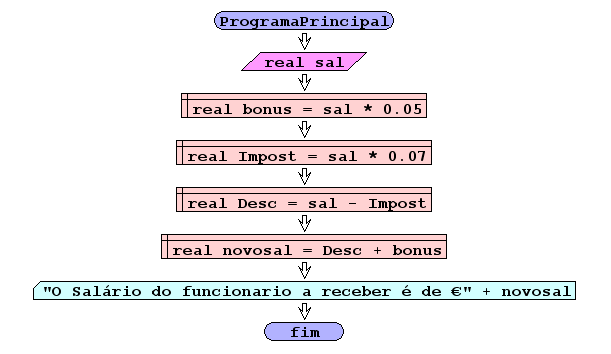 ProgramaPrincipal
real sal
real bonus = sal * 0.05
real Impost = sal * 0.07
real Desc = sal - Impost
real novosal = Desc + bonus
"O Salário do funcionario a receber é de €" + novosal
fim